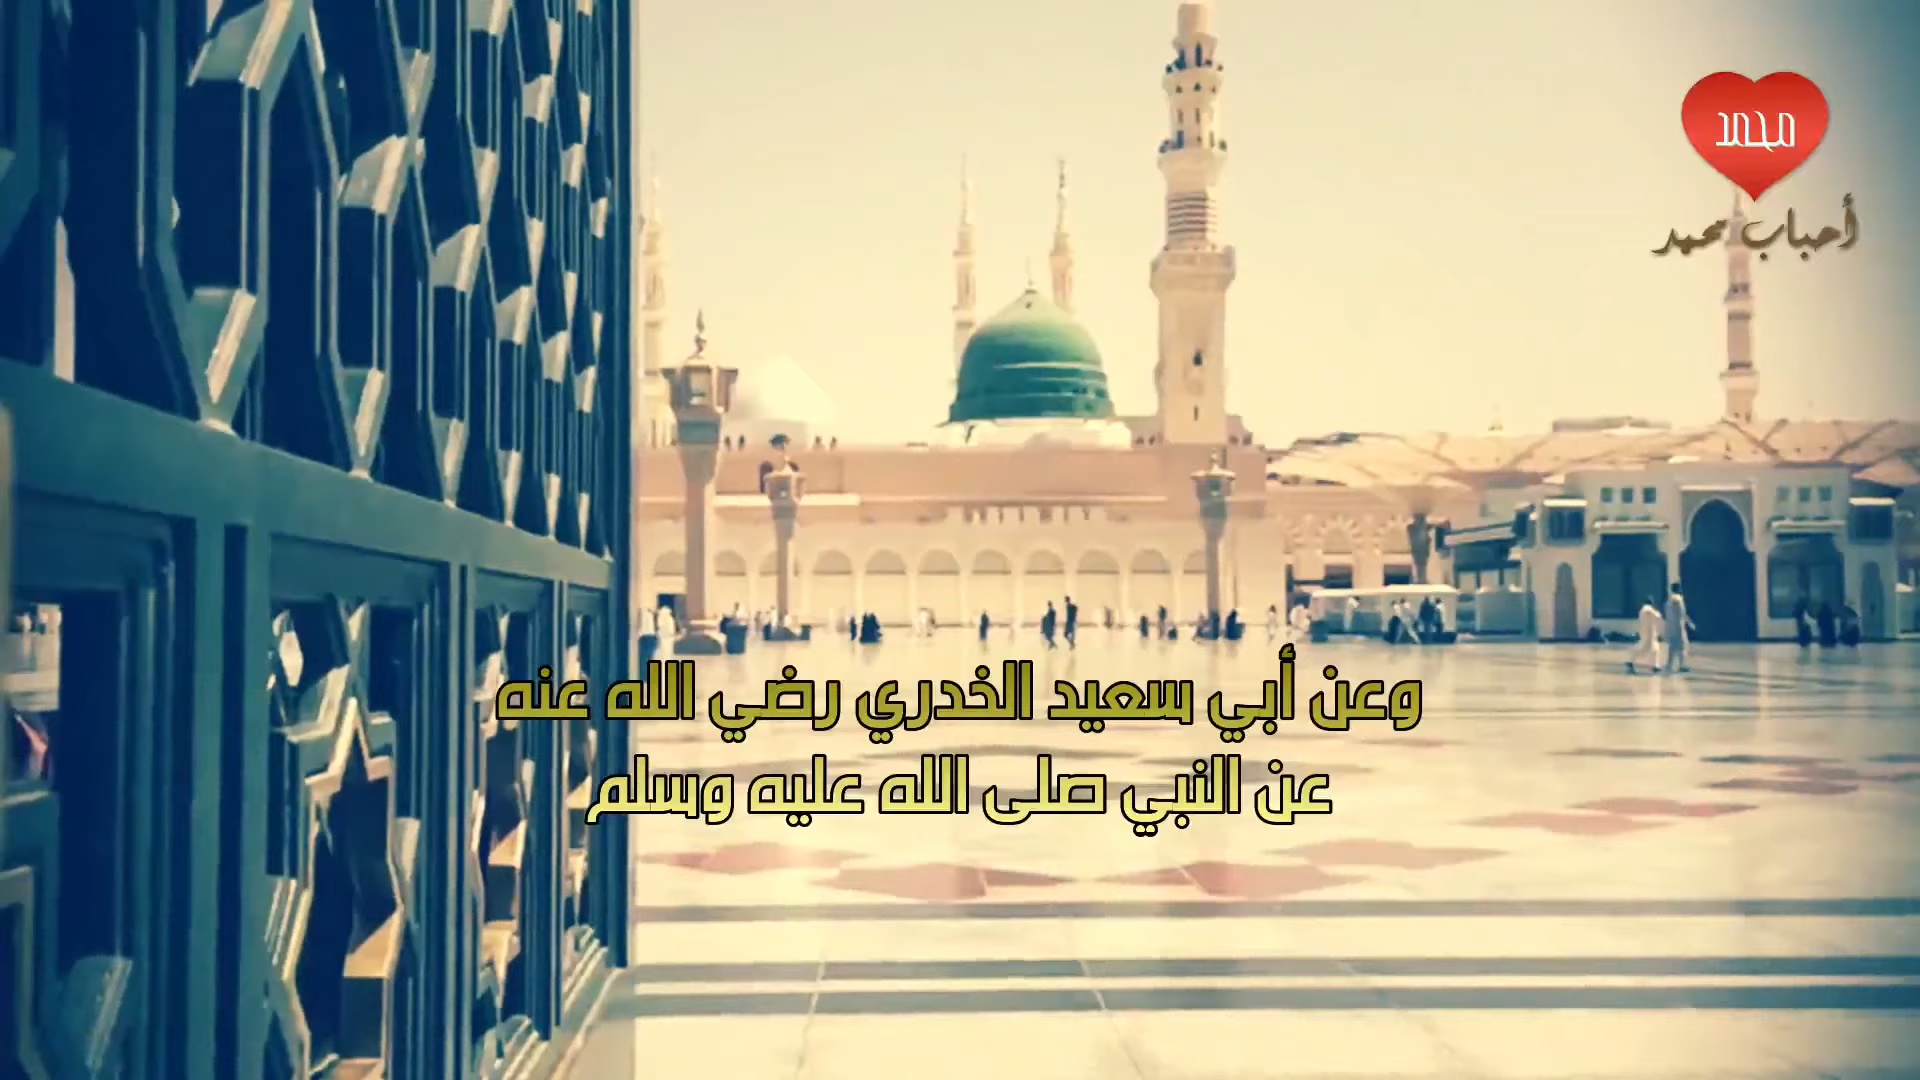 محمد
أحباب محمد
وعن أبي سعيد الخدري رضي الله عنه
عن النبي صلى الله عليه وسلم